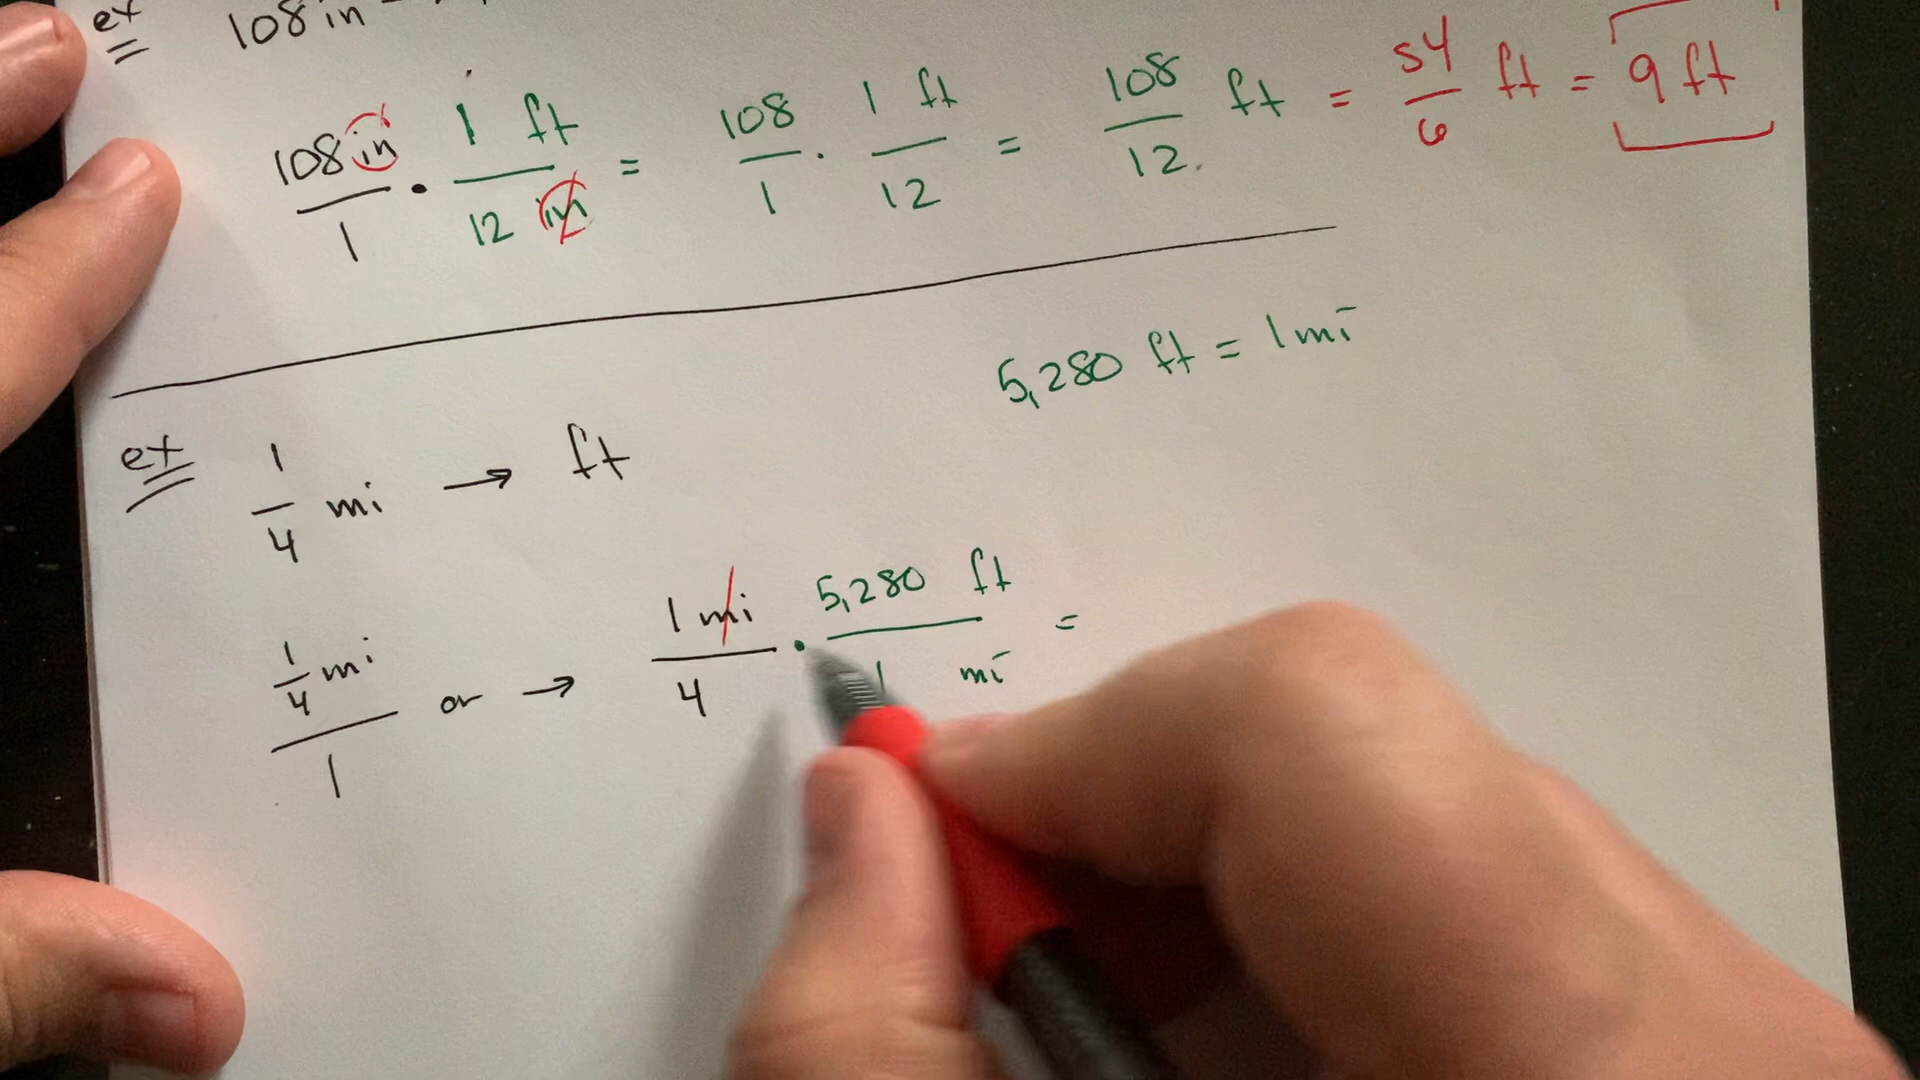 ex 108 in
108 in / 1 · 1 ft / 12 in = 108 / 1 · 1 ft / 12 = 108 / 12 ft = 54 / 6 ft = 9 ft
5,280 ft = 1 mi
ex 1/4 mi → ft
1/4 mi / 1 or → 1 mi / 4 · 5,280 ft / 1 mi =